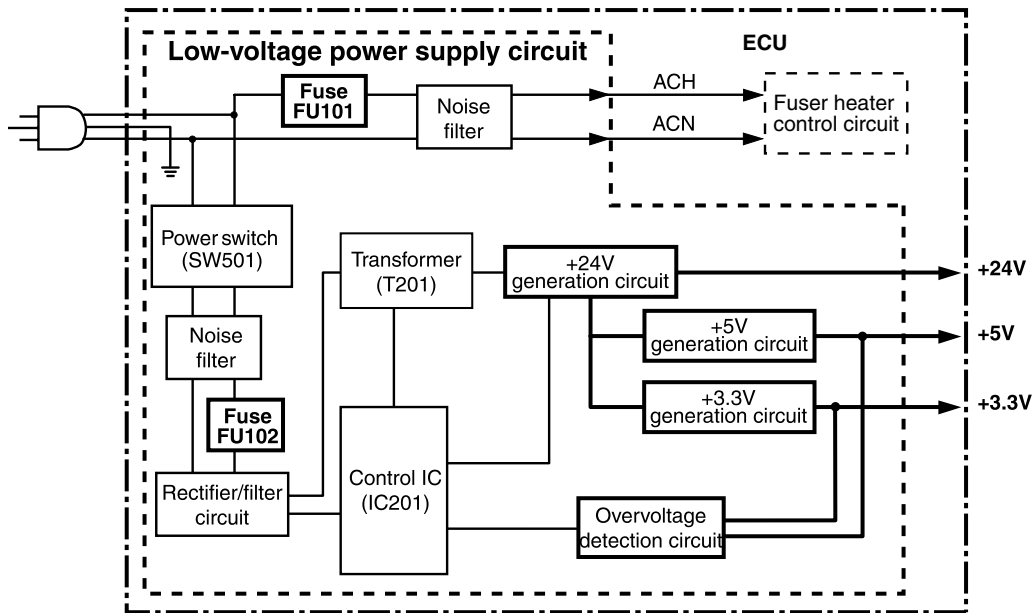 Low-voltage power supply circuit
ECU
Fuse
FU101
Noise
filter
ACH
ACN
Fuser heater
control circuit
Power switch
(SW501)
Transformer
(T201)
+24V
generation circuit
+24V
+5V
generation circuit
+5V
Noise
filter
+3.3V
generation circuit
+3.3V
Fuse
FU102
Control IC
(IC201)
Rectifier/filter
circuit
Overvoltage
detection circuit